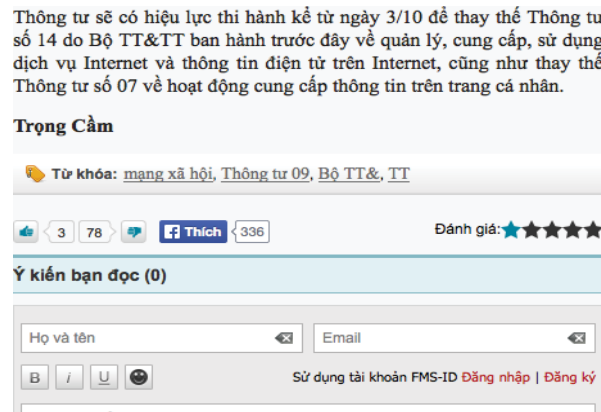 Thông tư sẽ có hiệu lực thi hành kể từ ngày 3/10 để thay thế Thông tư
số 14 do Bộ TT&TT ban hành trước đây về quản lý, cung cấp, sử dụng
dịch vụ Internet và thông tin điện tử trên Internet, cũng như thay thế
Thông tư số 07 về hoạt động cung cấp thông tin trên trang cá nhân.
Trọng Cầm
Từ khóa: mạng xã hội, Thông tư 09, Bộ TT&, TT
3 78 Thích 336 Đánh giá:
Ý kiến bạn đọc (0)
Họ và tên Email
B i U Sử dụng tài khoản FMS-ID Đăng nhập | Đăng ký